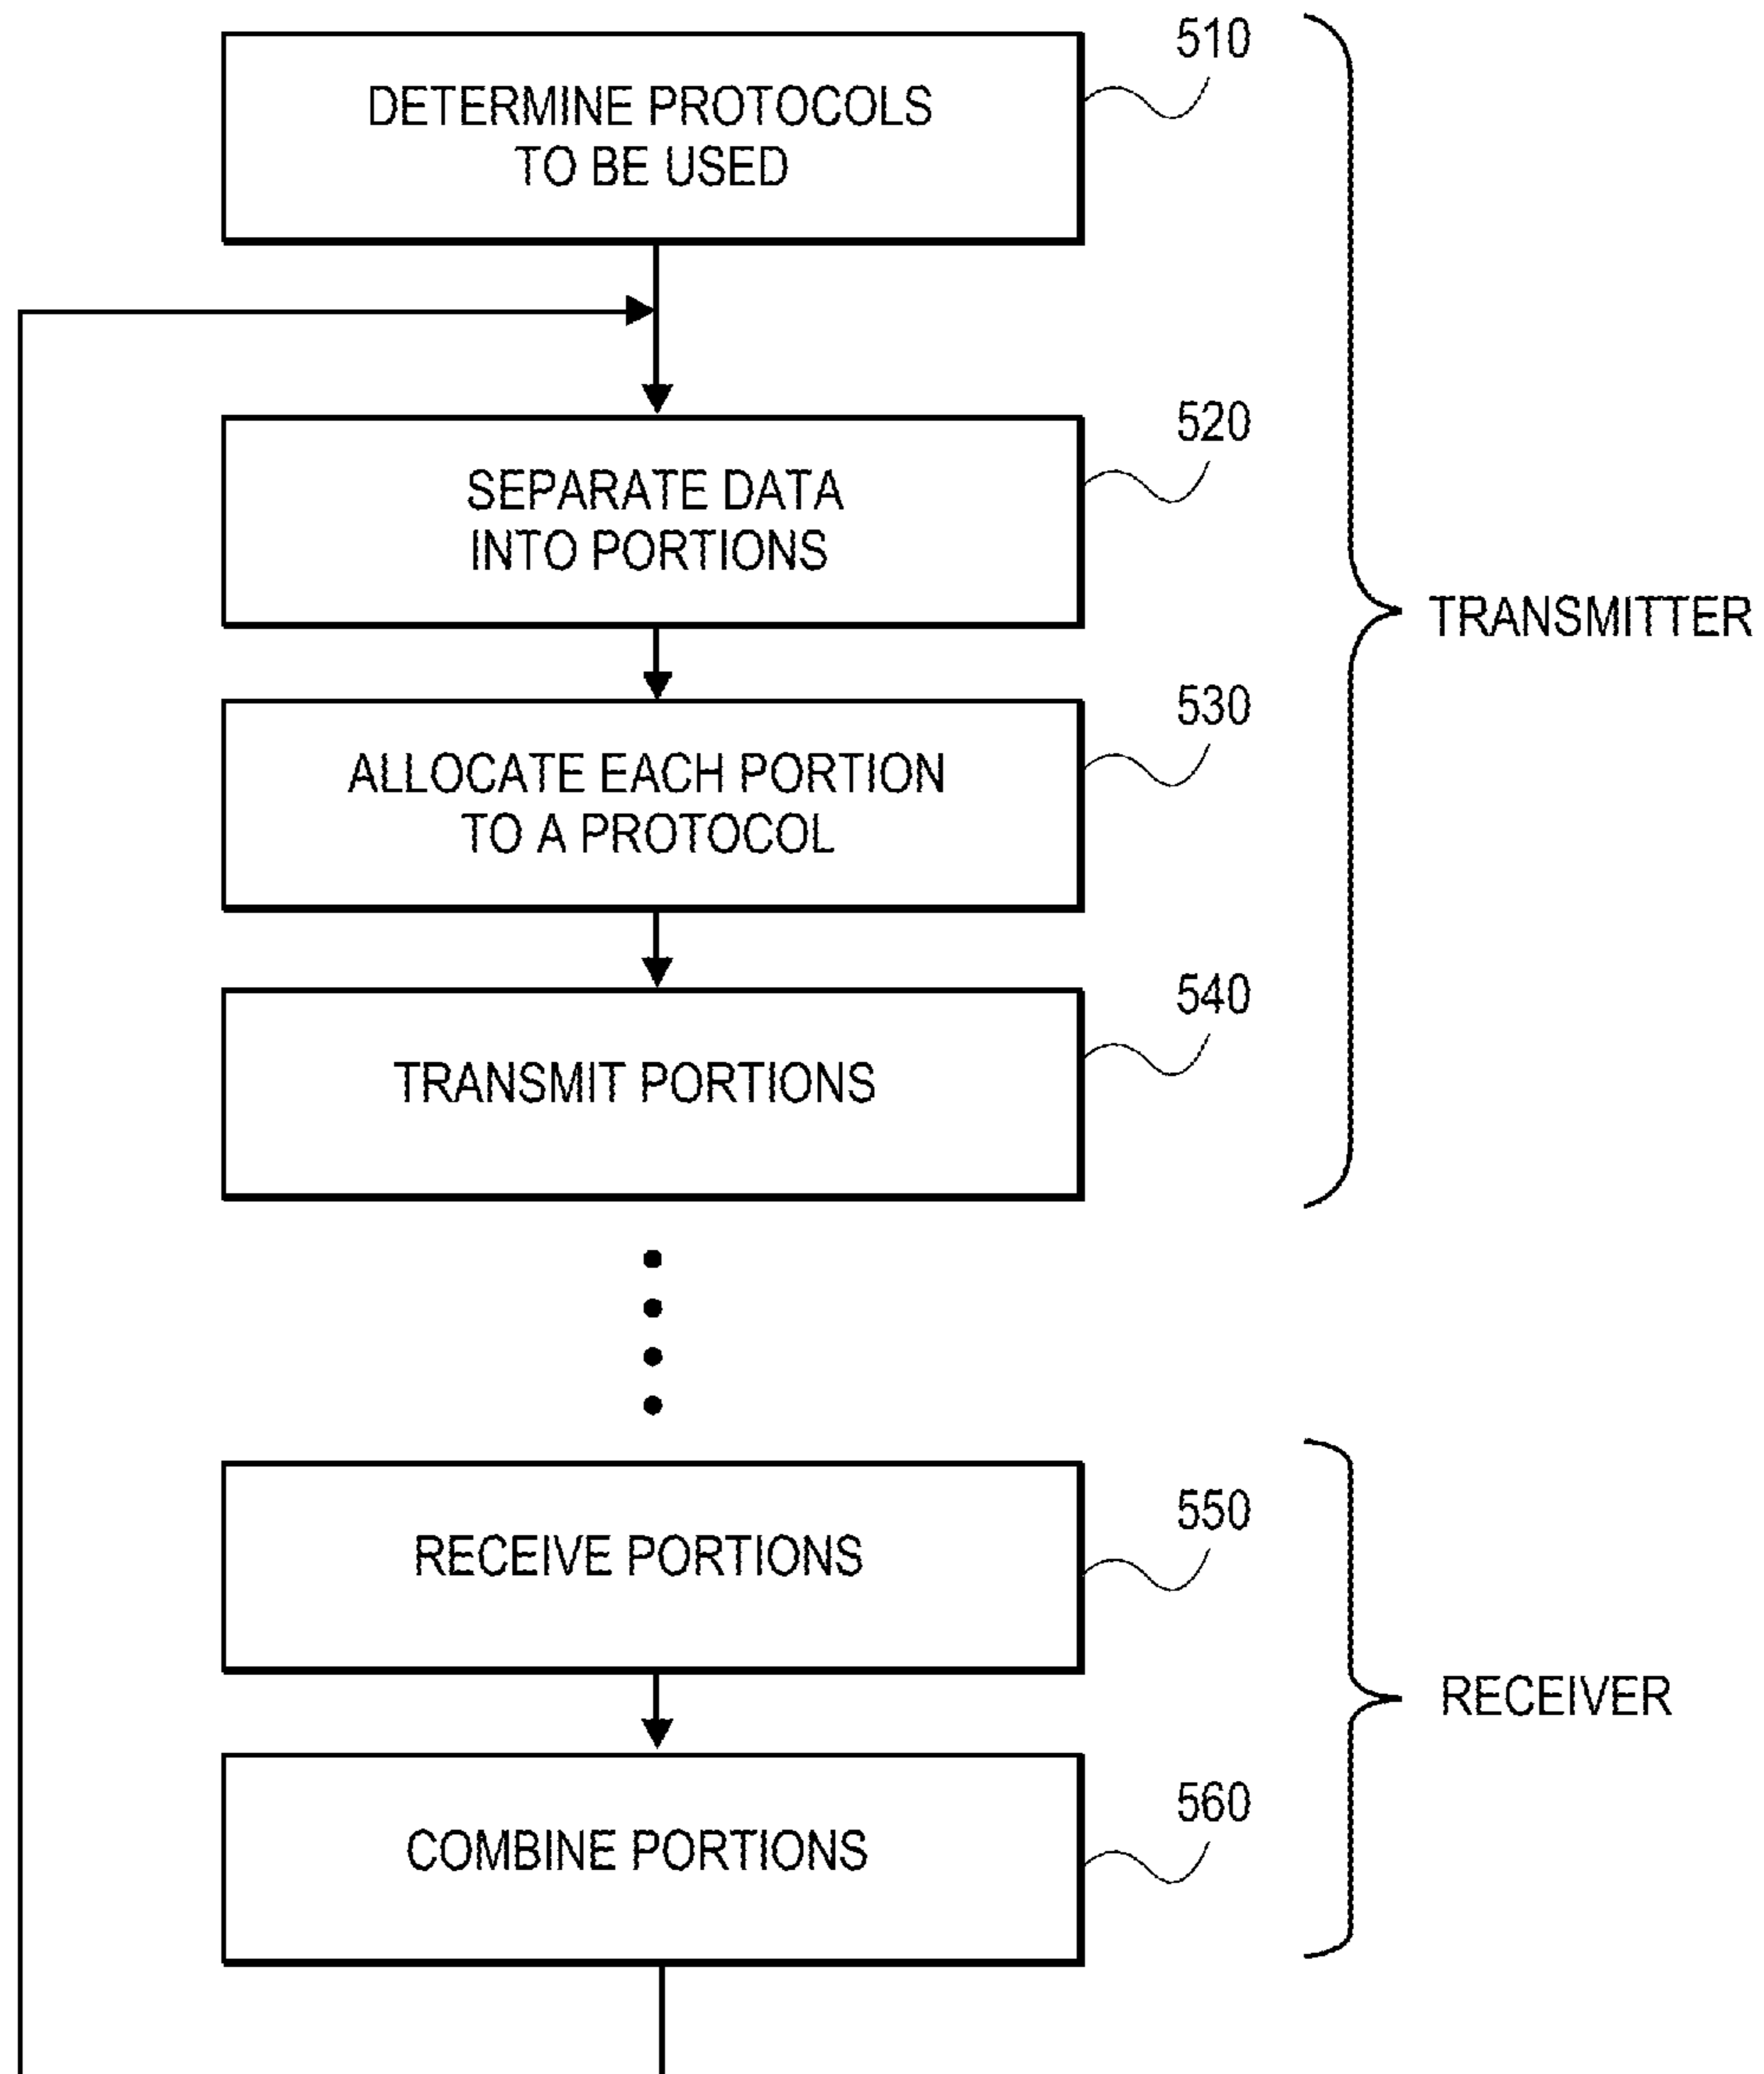 510
DETERMINE PROTOCOLS
TO BE USED
520
SEPARATE DATA
INTO PORTIONS
TRANSMITTER
530
ALLOCATE EACH PORTION
TO A PROTOCOL
540
TRANSMIT PORTIONS
550
RECEIVE PORTIONS
RECEIVER
560
COMBINE PORTIONS